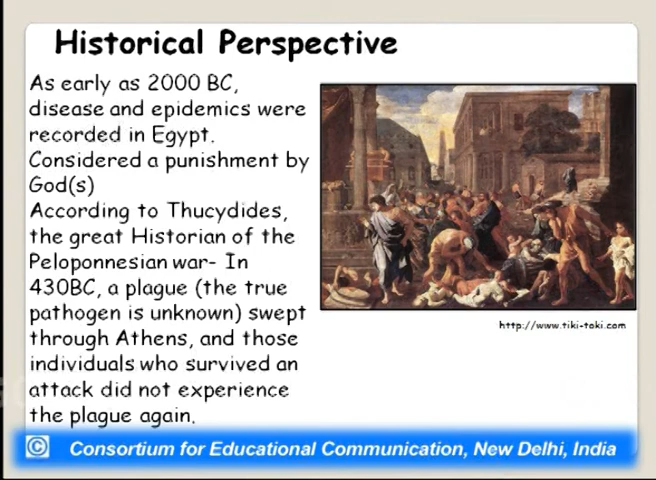 Historical Perspective
As early as 2000 BC,
disease and epidemics were
recorded in Egypt.
Considered a punishment by
God(s)
According to Thucydides,
the great Historian of the
Peloponnesian war- In
430BC, a plague (the true
pathogen is unknown) swept
through Athens, and those
individuals who survived an
attack did not experience
the plague again.
http://www.tiki-toki.com
© Consortium for Educational Communication, New Delhi, India